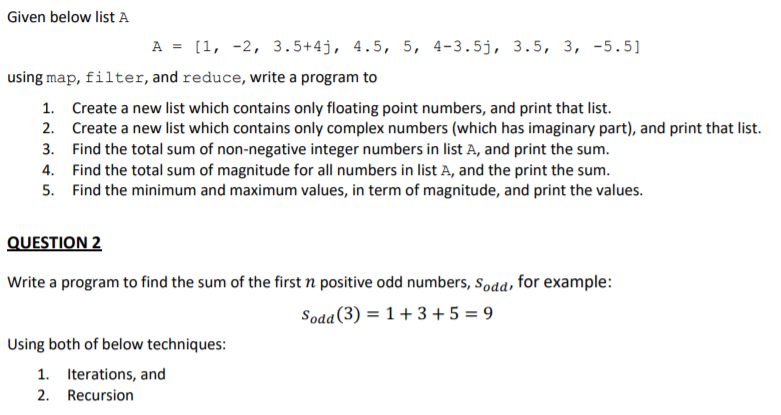 Given below list A
A = [1, -2, 3.5+4j, 4.5, 5, 4-3.5j, 3.5, 3, -5.5]
using map, filter, and reduce, write a program to
1. Create a new list which contains only floating point numbers, and print that list.
2. Create a new list which contains only complex numbers (which has imaginary part), and print that list.
3. Find the total sum of non-negative integer numbers in list A, and print the sum.
4. Find the total sum of magnitude for all numbers in list A, and the print the sum.
5. Find the minimum and maximum values, in term of magnitude, and print the values.
QUESTION 2
Write a program to find the sum of the first n positive odd numbers, s_odd, for example:
s_odd(3) = 1 + 3 + 5 = 9
Using both of below techniques:
1. Iterations, and
2. Recursion